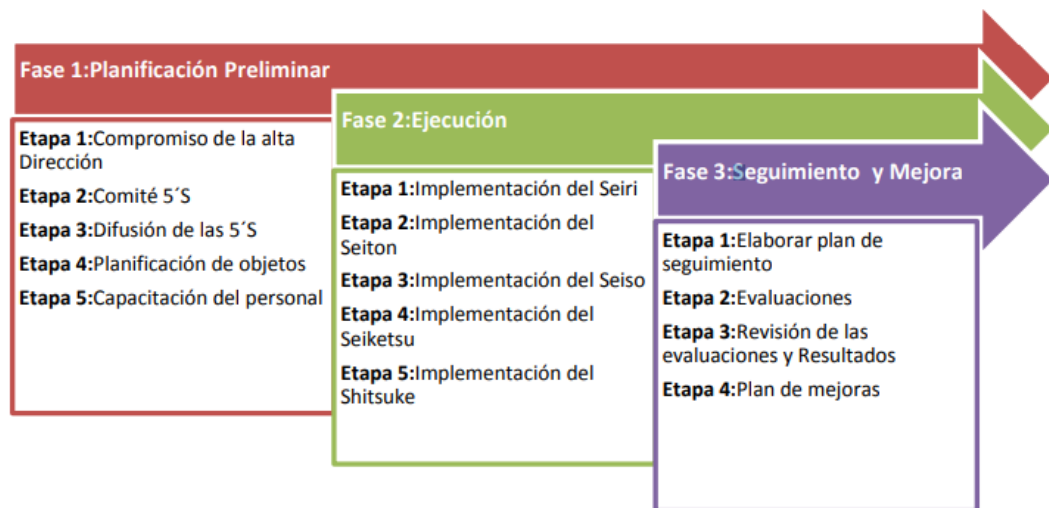 Fase 1:Planificación Preliminar
Etapa 1:Compromiso de la alta
Dirección
Etapa 2:Comité 5´S
Etapa 3:Difusión de las 5´S
Etapa 4:Planificación de objetos
Etapa 5:Capacitación del personal
Fase 2:Ejecución
Etapa 1:Implementación del Seiri
Etapa 2:Implementación del
Seiton
Etapa 3:Implementación del Seiso
Etapa 4:Implementación del
Seiketsu
Etapa 5:Implementación del
Shitsuke
Fase 3:Seguimiento y Mejora
Etapa 1:Elaborar plan de
seguimiento
Etapa 2:Evaluaciones
Etapa 3:Revisión de las
evaluaciones y Resultados
Etapa 4:Plan de mejoras